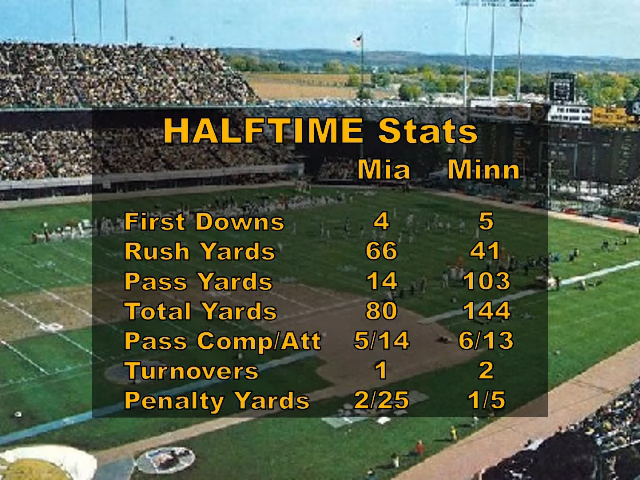 HALFTIME Stats
Mia Minn
First Downs 4 5
Rush Yards 66 41
Pass Yards 14 103
Total Yards 80 144
Pass Comp/Att 5/14 6/13
Turnovers 1 2
Penalty Yards 2/25 1/5